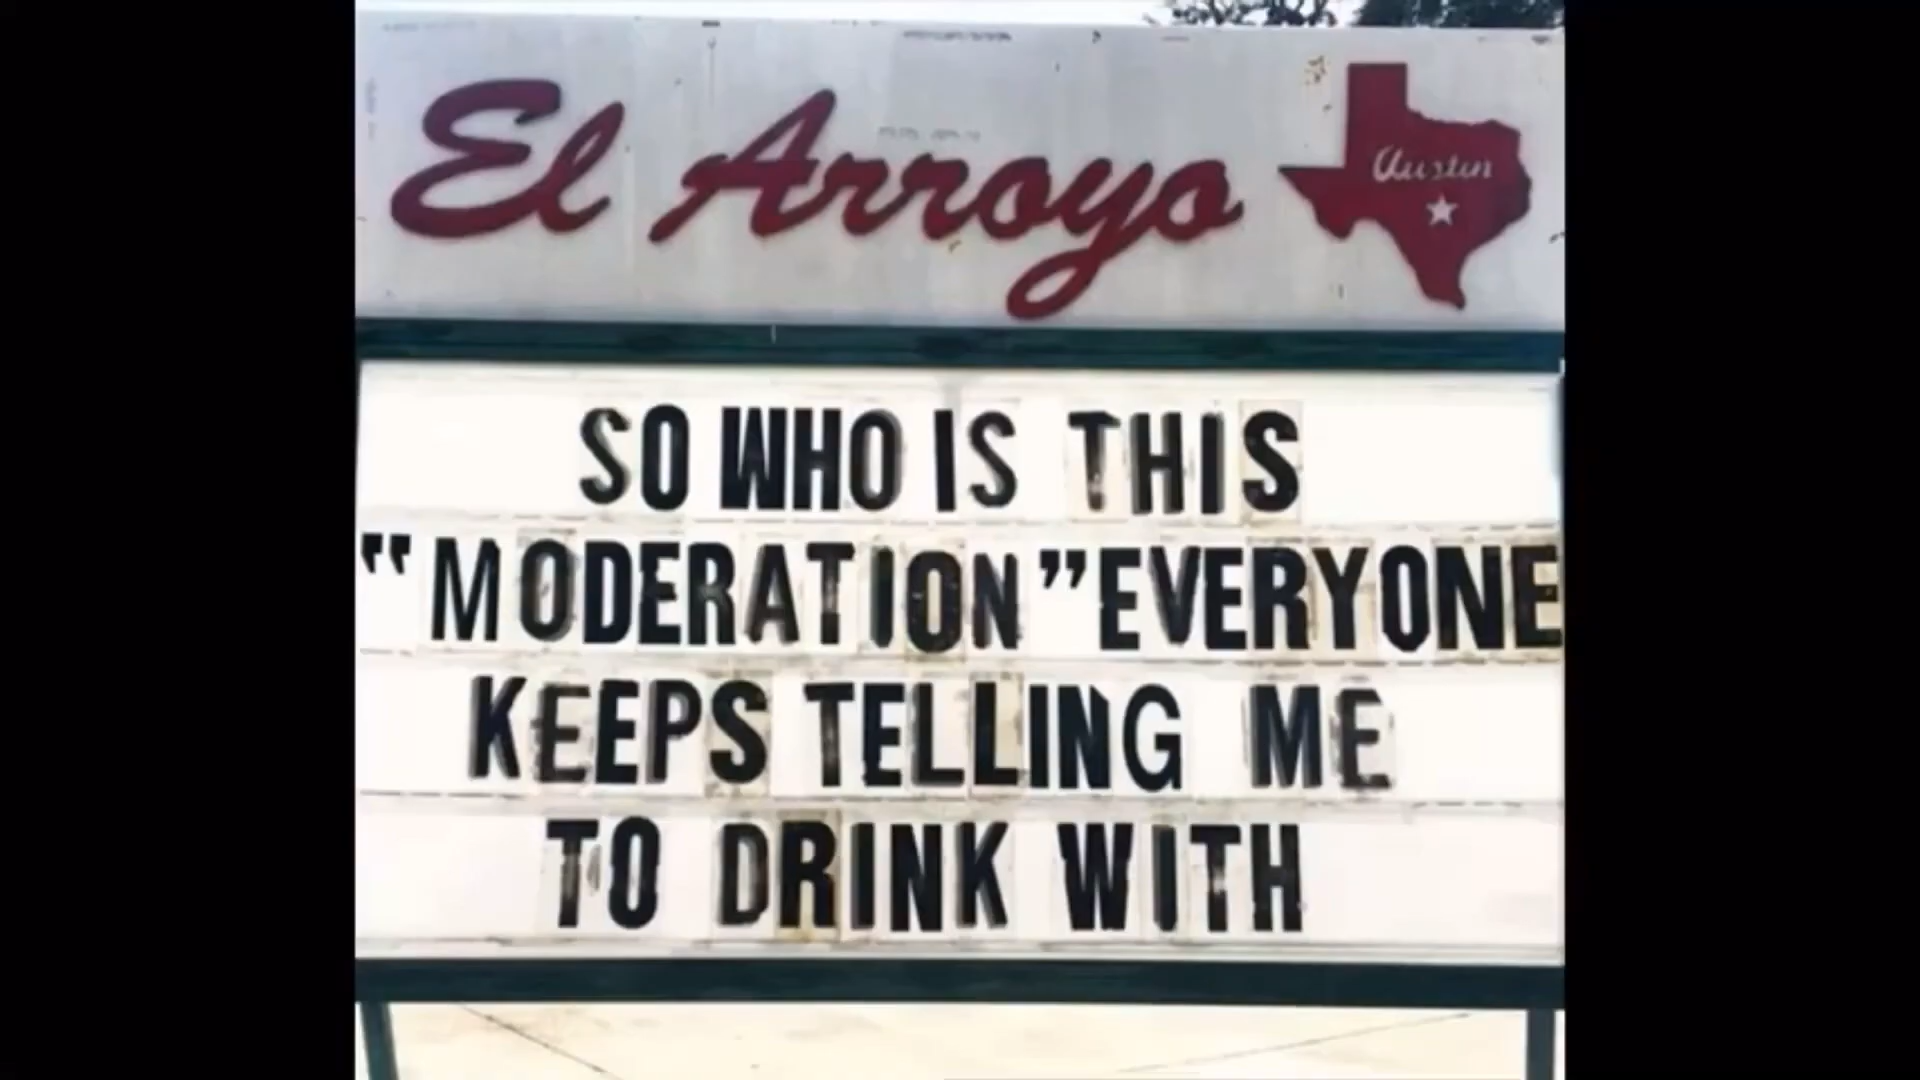 El Arroyo
Austin
SO WHO IS THIS
"MODERATION" EVERYONE
KEEPS TELLING ME
TO DRINK WITH